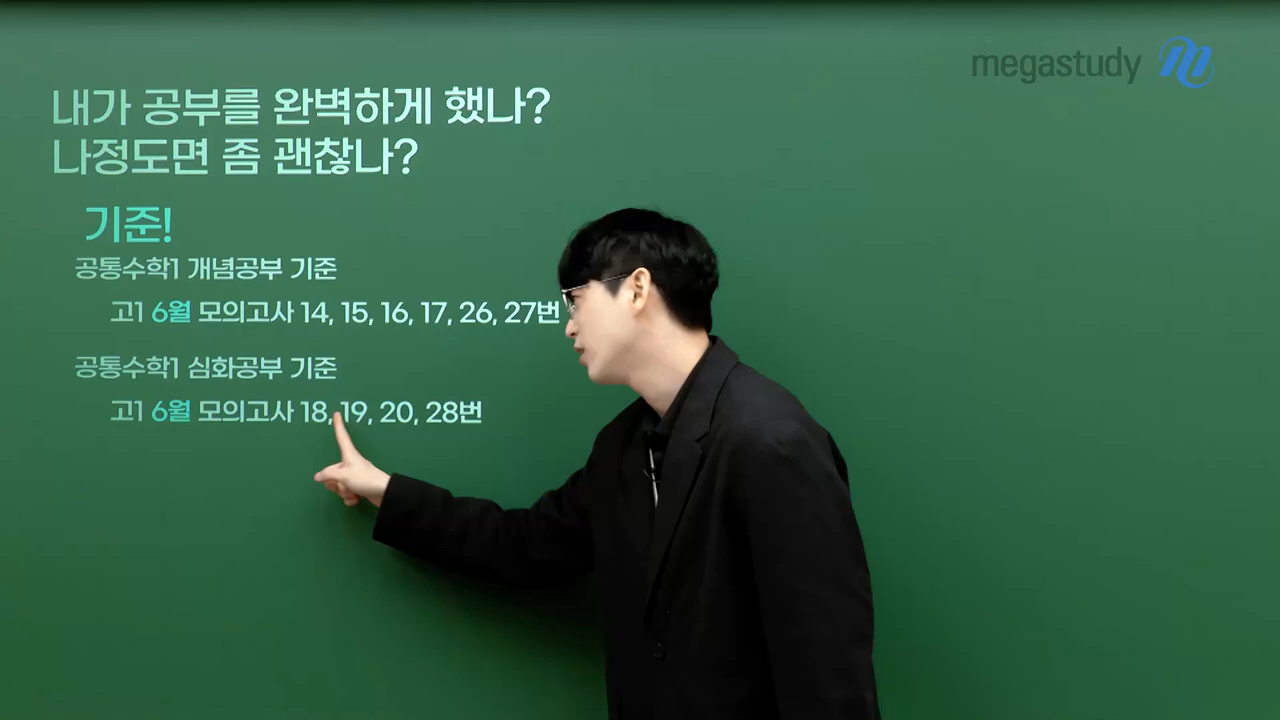 megastudy
내가 공부를 완벽하게 했나?
나정도면 좀 괜찮나?
기준!
공통수학1 개념공부 기준
고1 6월 모의고사 14, 15, 16, 17, 26, 27번
공통수학1 심화공부 기준
고1 6월 모의고사 18, 19, 20, 28번